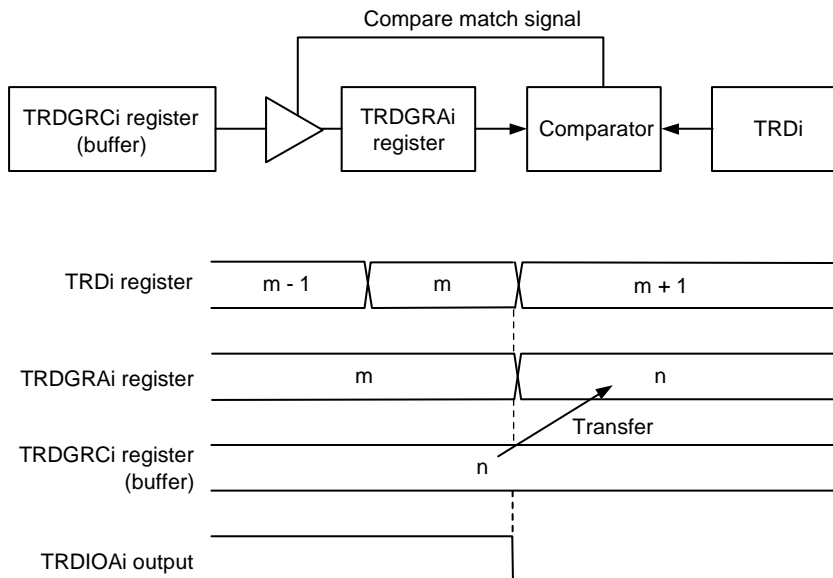 Compare match signal
TRDGRCi register
(buffer)
TRDGRAi
register
Comparator
TRDi
TRDi register
m - 1
m
m + 1
TRDGRAi register
m
n
Transfer
TRDGRCi register
(buffer)
n
TRDIOAi output